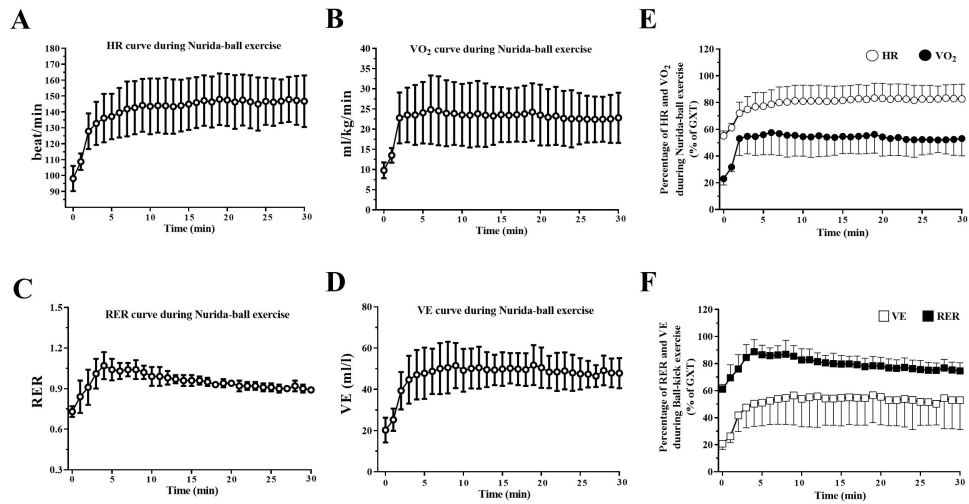 A
HR curve during Nurida-ball exercise
beat/min
180
170
160
150
140
130
120
110
100
90
0
5
10
15
20
25
30
Time (min)
B
VO2 curve during Nurida-ball exercise
ml/kg/min
40
35
30
25
20
15
10
5
0
0
5
10
15
20
25
30
Time (min)
E
HR
VO2
Percentage of HR and VO2
duuring Nurida-ball exercise
(% of GXT)
100
80
60
40
20
0
0
5
10
15
20
25
30
Time (min)
C
RER curve during Nurida-ball exercise
RER
1.5
1.2
0.9
0.6
0.3
0
5
10
15
20
25
30
Time (min)
D
VE curve during Nurida-ball exercise
VE (ml/l)
80
60
40
20
0
0
5
10
15
20
25
30
Time (min)
F
VE
RER
Percentage of RER and VE
duuring Ball-kick exercise
(% of GXT)
100
80
60
40
20
0
0
5
10
15
20
25
30
Time (min)